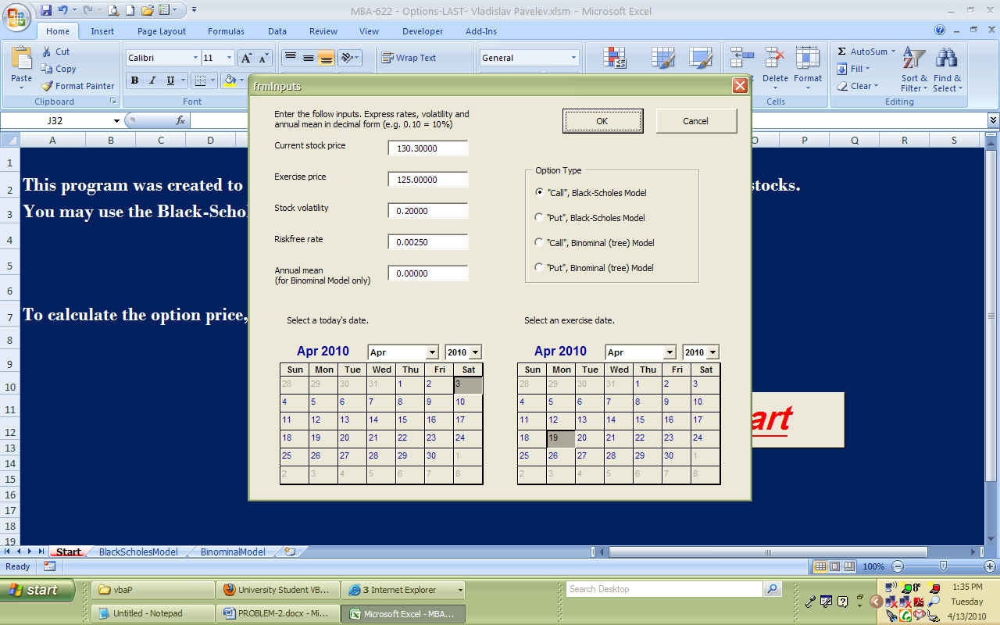 MBA-622 - Options-LAST- Vladislav Pavelev.xlsm - Microsoft Excel
Home Insert Page Layout Formulas Data Review View Developer Add-Ins
Paste
Cut
Copy
Format Painter
Clipboard
Calibri 11
B I U
Font
Wrap Text
General
Delete Format
Cells
AutoSum
Fill
Clear
Sort & Filter
Find & Select
Editing
J32
fx
A B C D O P Q R S
1
2 This program was created to stocks.
3 You may use the Black-Schol
4
5
6
7 To calculate the option price,
8
9
10
11
12
13
14
15
16
17
18
19
art
frmInputs
Enter the follow inputs. Express rates, volatility and
annual mean in decimal form (e.g. 0.10 = 10%)
OK Cancel
Current stock price 130.30000
Exercise price 125.00000
Stock volatility 0.20000
Riskfree rate 0.00250
Annual mean 0.00000
(for Binominal Model only)
Option Type
"Call", Black-Scholes Model
"Put", Black-Scholes Model
"Call", Binominal (tree) Model
"Put", Binominal (tree) Model
Select a today's date.
Apr 2010 Apr 2010
Sun Mon Tue Wed Thu Fri Sat
28 29 30 31 1 2 3
4 5 6 7 8 9 10
11 12 13 14 15 16 17
18 19 20 21 22 23 24
25 26 27 28 29 30 1
2 3 4 5 6 7 8
Select an exercise date.
Apr 2010 Apr 2010
Sun Mon Tue Wed Thu Fri Sat
28 29 30 31 1 2 3
4 5 6 7 8 9 10
11 12 13 14 15 16 17
18 19 20 21 22 23 24
25 26 27 28 29 30 1
2 3 4 5 6 7 8
Start BlackScholesModel BinominalModel
Ready 100%
start
vbaP
University Student VB...
3 Internet Explorer
Search Desktop
8°
1:35 PM
Untitled - Notepad
PROBLEM-2.docx - Mi...
Microsoft Excel - MBA...
Tuesday
4/13/2010